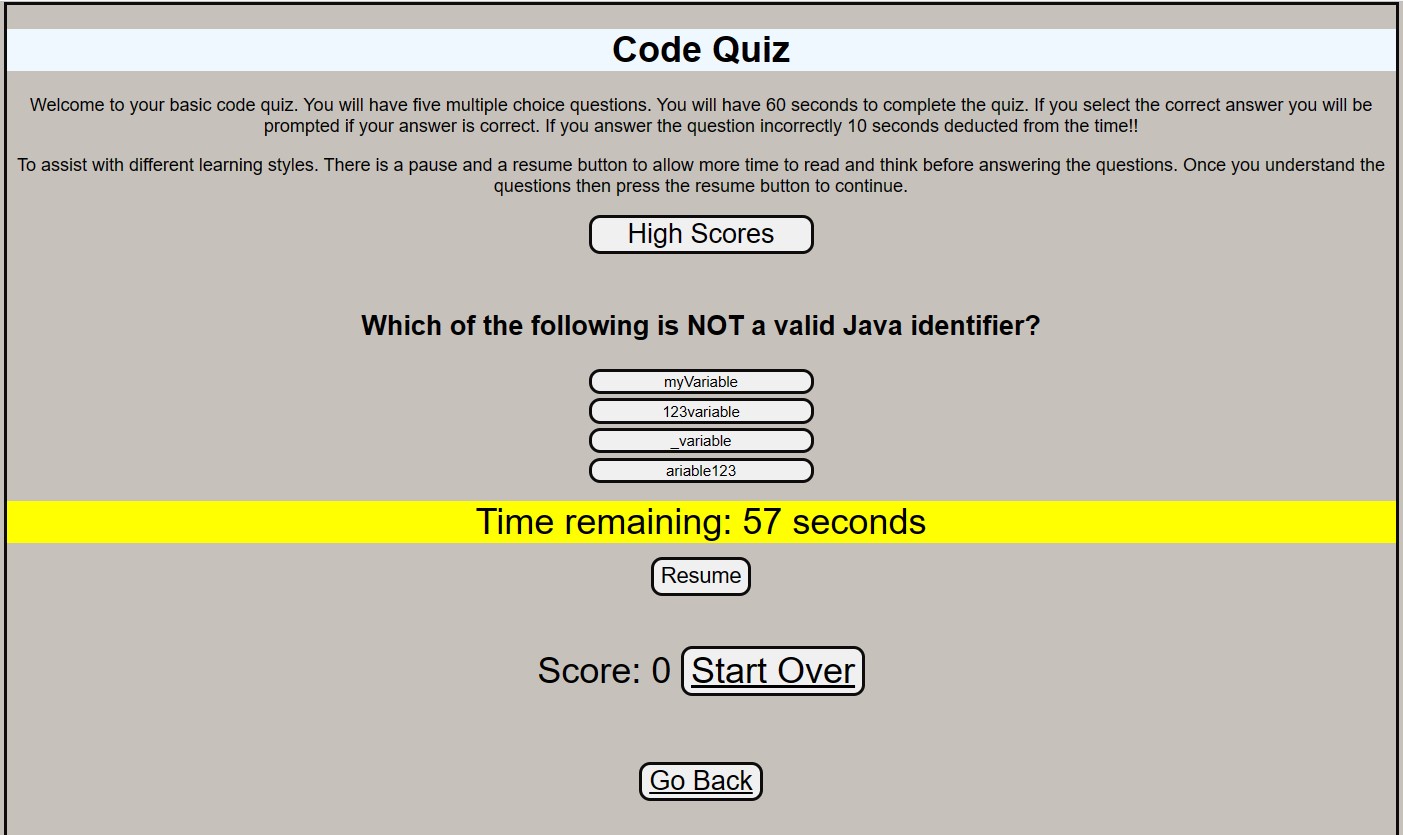 Code Quiz
Welcome to your basic code quiz. You will have five multiple choice questions. You will have 60 seconds to complete the quiz. If you select the correct answer you will be
prompted if your answer is correct. If you answer the question incorrectly 10 seconds deducted from the time!!
To assist with different learning styles. There is a pause and a resume button to allow more time to read and think before answering the questions. Once you understand the
questions then press the resume button to continue.
High Scores
Which of the following is NOT a valid Java identifier?
myVariable
123variable
_variable
ariable123
Time remaining: 57 seconds
Resume
Score: 0 Start Over
Go Back